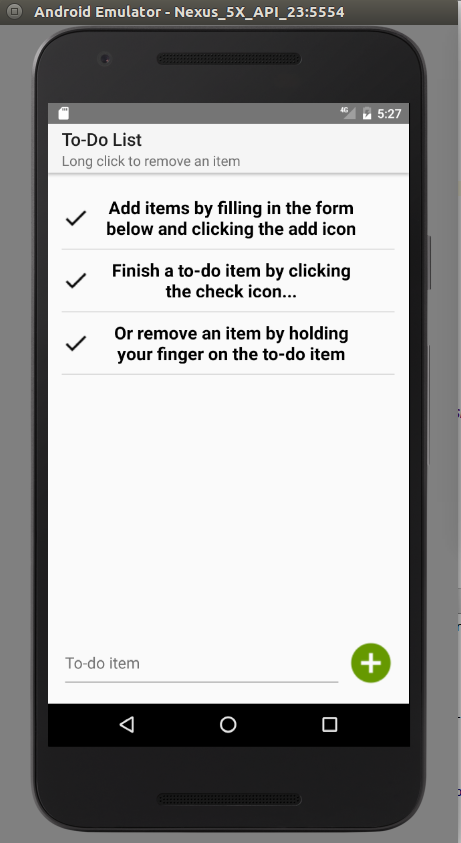 Android Emulator - Nexus_5X_API_23:5554
4G 5:27
To-Do List
Long click to remove an item
Add items by filling in the form
below and clicking the add icon
Finish a to-do item by clicking
the check icon...
Or remove an item by holding
your finger on the to-do item
To-do item